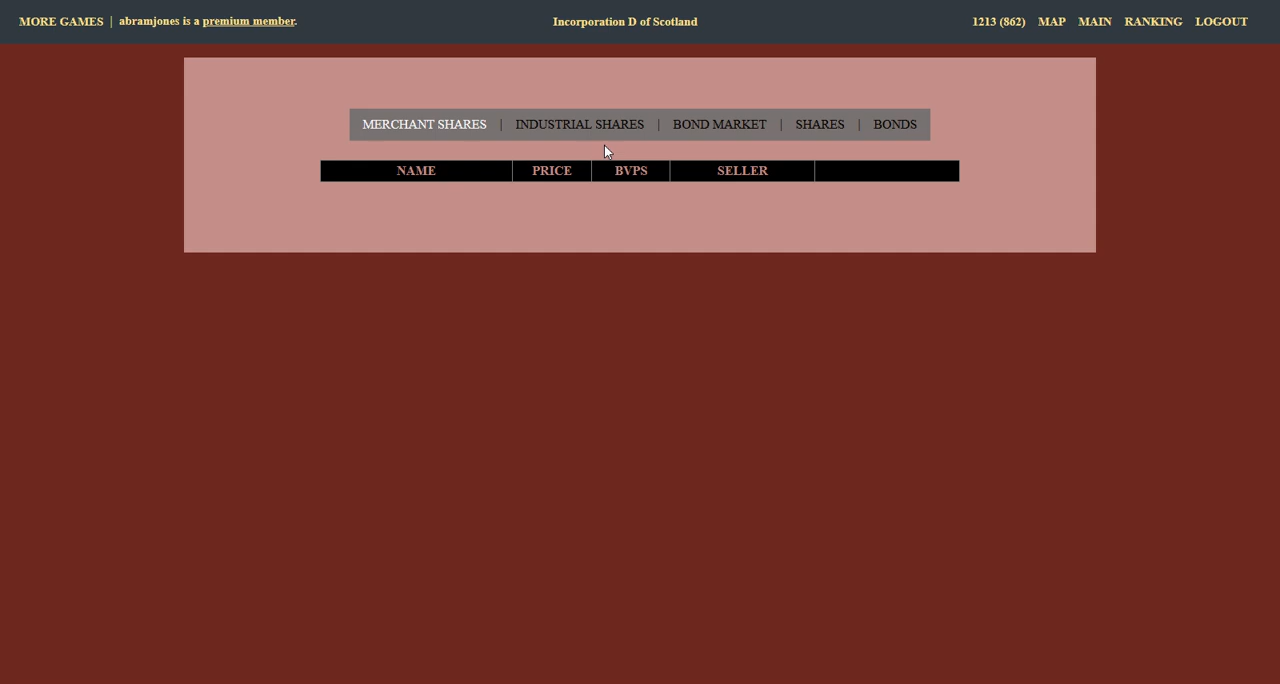 MORE GAMES | abramjones is a premium member. Incorporation D of Scotland 1213 (862) MAP MAIN RANKING LOGOUT
MERCHANT SHARES | INDUSTRIAL SHARES | BOND MARKET | SHARES | BONDS
NAME PRICE BVPS SELLER